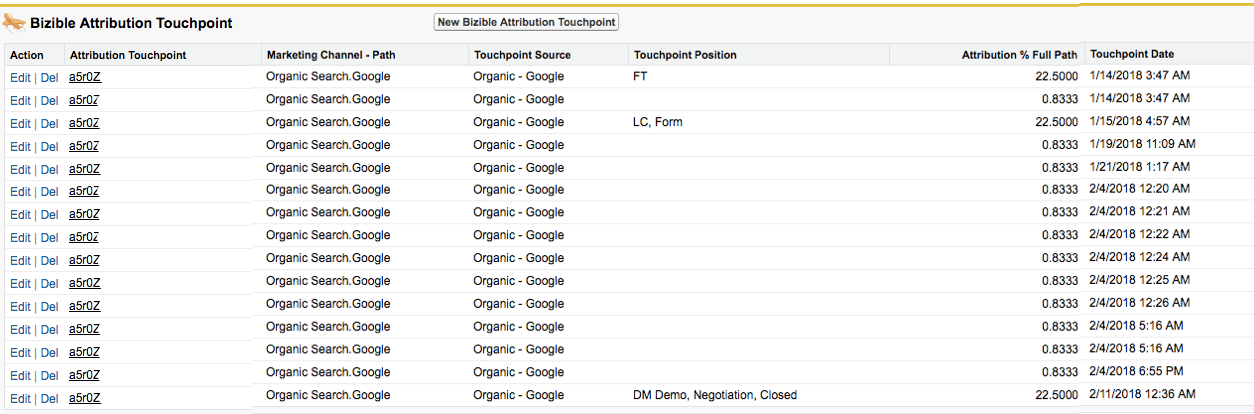 Bizible Attribution Touchpoint New Bizible Attribution Touchpoint
Action Attribution Touchpoint Marketing Channel - Path Touchpoint Source Touchpoint Position Attribution % Full Path Touchpoint Date
Edit | Del a5r0Z Organic Search.Google Organic - Google FT 22.5000 1/14/2018 3:47 AM
Edit | Del a5r0Z Organic Search.Google Organic - Google 0.8333 1/14/2018 3:47 AM
Edit | Del a5r0Z Organic Search.Google Organic - Google LC, Form 22.5000 1/15/2018 4:57 AM
Edit | Del a5r0Z Organic Search.Google Organic - Google 0.8333 1/19/2018 11:09 AM
Edit | Del a5r0Z Organic Search.Google Organic - Google 0.8333 1/21/2018 1:17 AM
Edit | Del a5r0Z Organic Search.Google Organic - Google 0.8333 2/4/2018 12:20 AM
Edit | Del a5r0Z Organic Search.Google Organic - Google 0.8333 2/4/2018 12:21 AM
Edit | Del a5r0Z Organic Search.Google Organic - Google 0.8333 2/4/2018 12:22 AM
Edit | Del a5r0Z Organic Search.Google Organic - Google 0.8333 2/4/2018 12:24 AM
Edit | Del a5r0Z Organic Search.Google Organic - Google 0.8333 2/4/2018 12:25 AM
Edit | Del a5r0Z Organic Search.Google Organic - Google 0.8333 2/4/2018 12:26 AM
Edit | Del a5r0Z Organic Search.Google Organic - Google 0.8333 2/4/2018 5:16 AM
Edit | Del a5r0Z Organic Search.Google Organic - Google 0.8333 2/4/2018 5:16 AM
Edit | Del a5r0Z Organic Search.Google Organic - Google 0.8333 2/4/2018 6:55 PM
Edit | Del a5r0Z Organic Search.Google Organic - Google DM Demo, Negotiation, Closed 22.5000 2/11/2018 12:36 AM